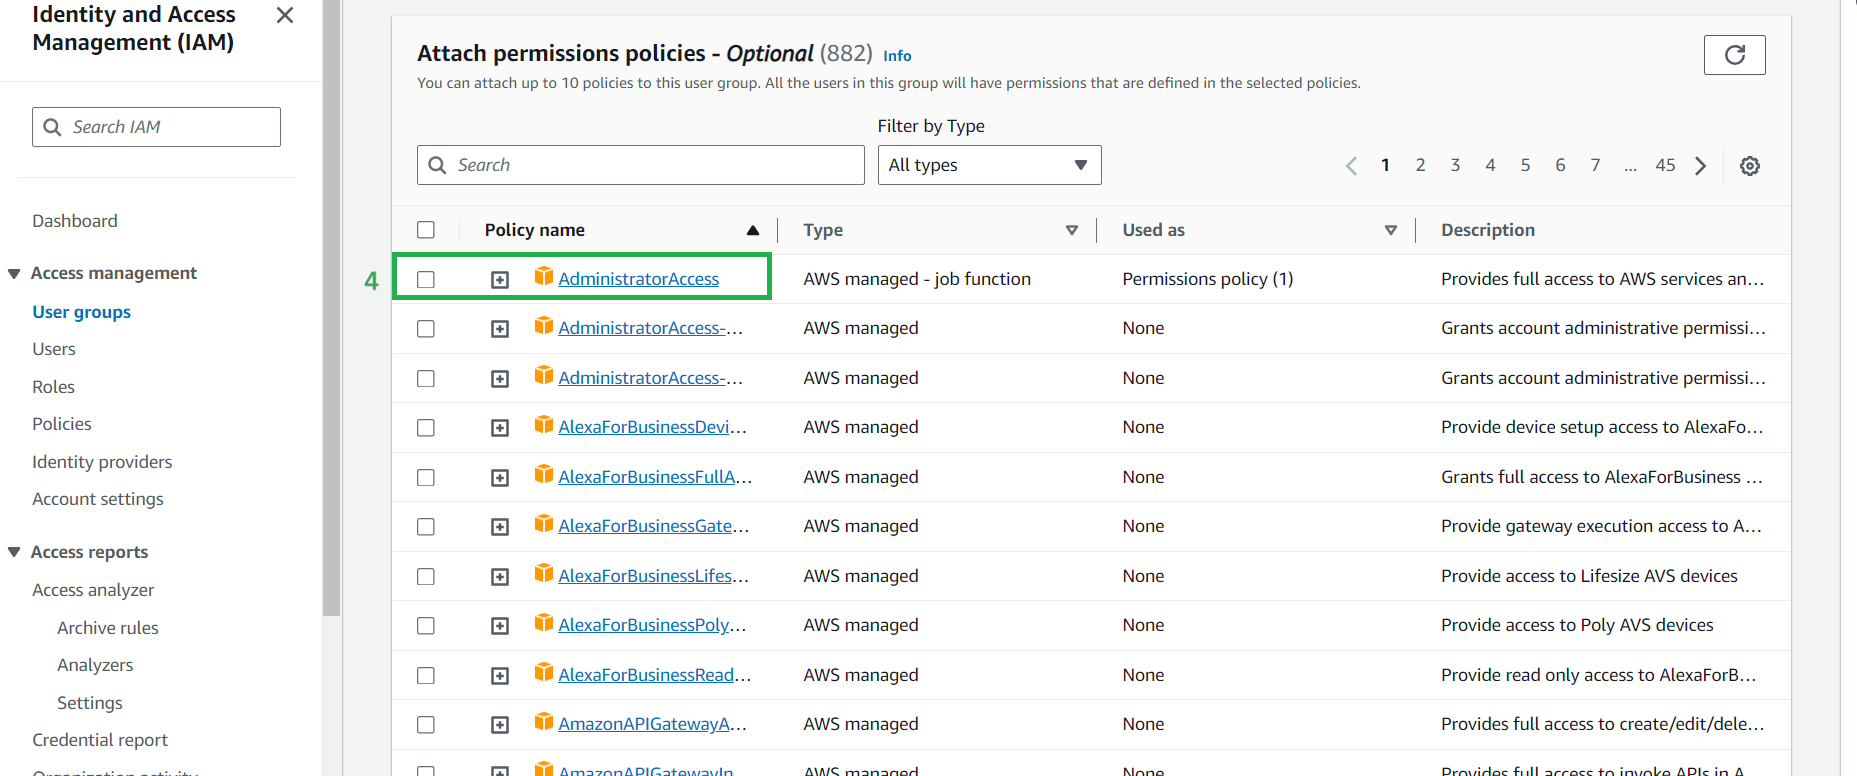 Identity and Access
Management (IAM)
Search IAM
Dashboard
Access management
User groups
Users
Roles
Policies
Identity providers
Account settings
Access reports
Access analyzer
Archive rules
Analyzers
Settings
Credential report
Organization activity
Attach permissions policies - Optional (882) Info
You can attach up to 10 policies to this user group. All the users in this group will have permissions that are defined in the selected policies.
Filter by Type
Search
All types
1 2 3 4 5 6 7 ... 45
Policy name Type Used as Description
4 AdministratorAccess AWS managed - job function Permissions policy (1) Provides full access to AWS services an...
AdministratorAccess-... AWS managed None Grants account administrative permissi...
AdministratorAccess-... AWS managed None Grants account administrative permissi...
AlexaForBusinessDevi... AWS managed None Provide device setup access to AlexaFo...
AlexaForBusinessFullA... AWS managed None Grants full access to AlexaForBusiness ...
AlexaForBusinessGate... AWS managed None Provide gateway execution access to A...
AlexaForBusinessLifes... AWS managed None Provide access to Lifesize AVS devices
AlexaForBusinessPoly... AWS managed None Provide access to Poly AVS devices
AlexaForBusinessRead... AWS managed None Provide read only access to AlexaForB...
AmazonAPIGatewayA... AWS managed None Provides full access to create/edit/dele...
AmazonAPIGatewayIn... AWS managed None Provides full access to invoke APIs in A...